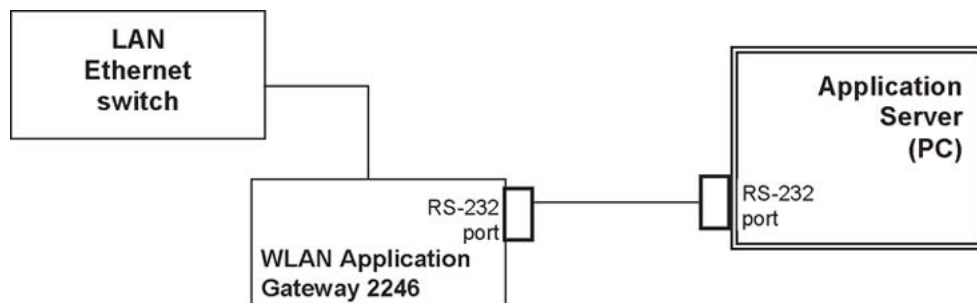 LAN
Ethernet
switch
Application
Server
(PC)
RS-232
port
RS-232
port
WLAN Application
Gateway 2246